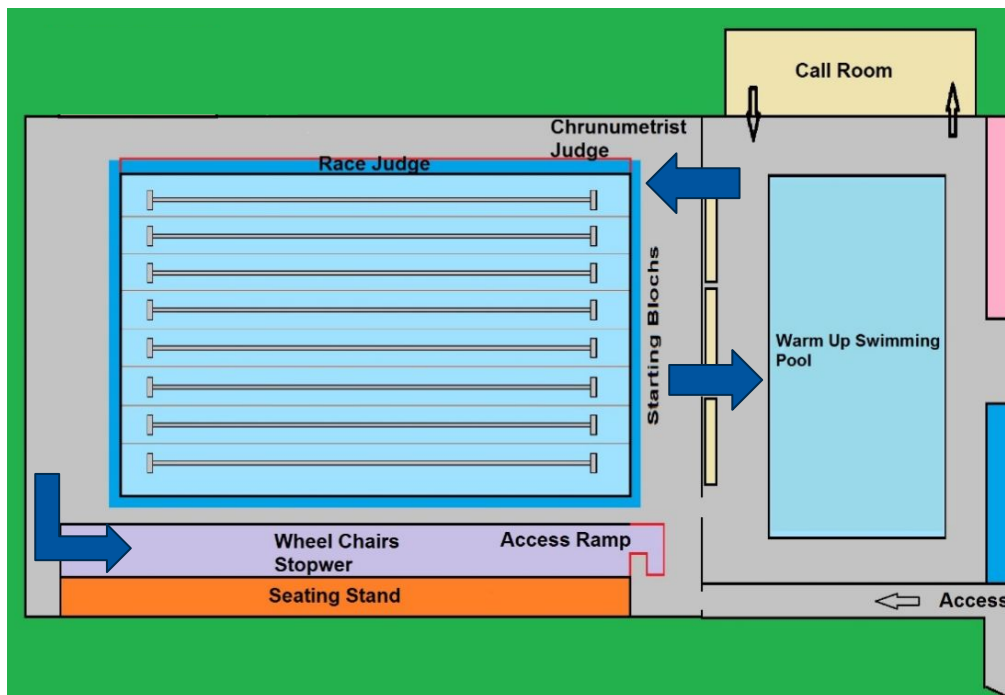 Call Room
Chrunumetrist
Judge
Race Judge
Starting Blochs
Warm Up Swimming
Pool
Wheel Chairs
Stopwer
Access Ramp
Seating Stand
Access